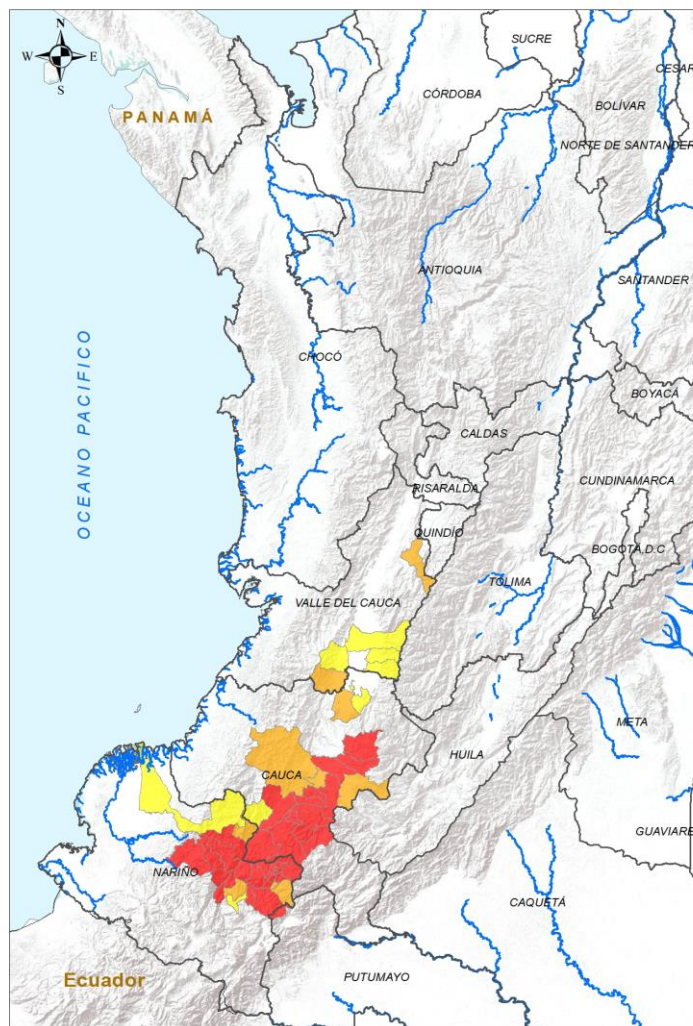 N
W E
S
PANAMÁ
SUCRE
CESAR
CÓRDOBA
BOLÍVAR
NORTE DE SANTANDER
ANTIOQUIA
SANTANDER
OCEANO PACIFICO
CHOCÓ
BOYACÁ
CALDAS
CUNDINAMARCA
RISARALDA
QUINDÍO
BOGOTÁ, D.C
TOLIMA
VALLE DEL CAUCA
META
HUILA
CAUCA
GUAVIARE
NARIÑO
CAQUETÁ
Ecuador
PUTUMAYO